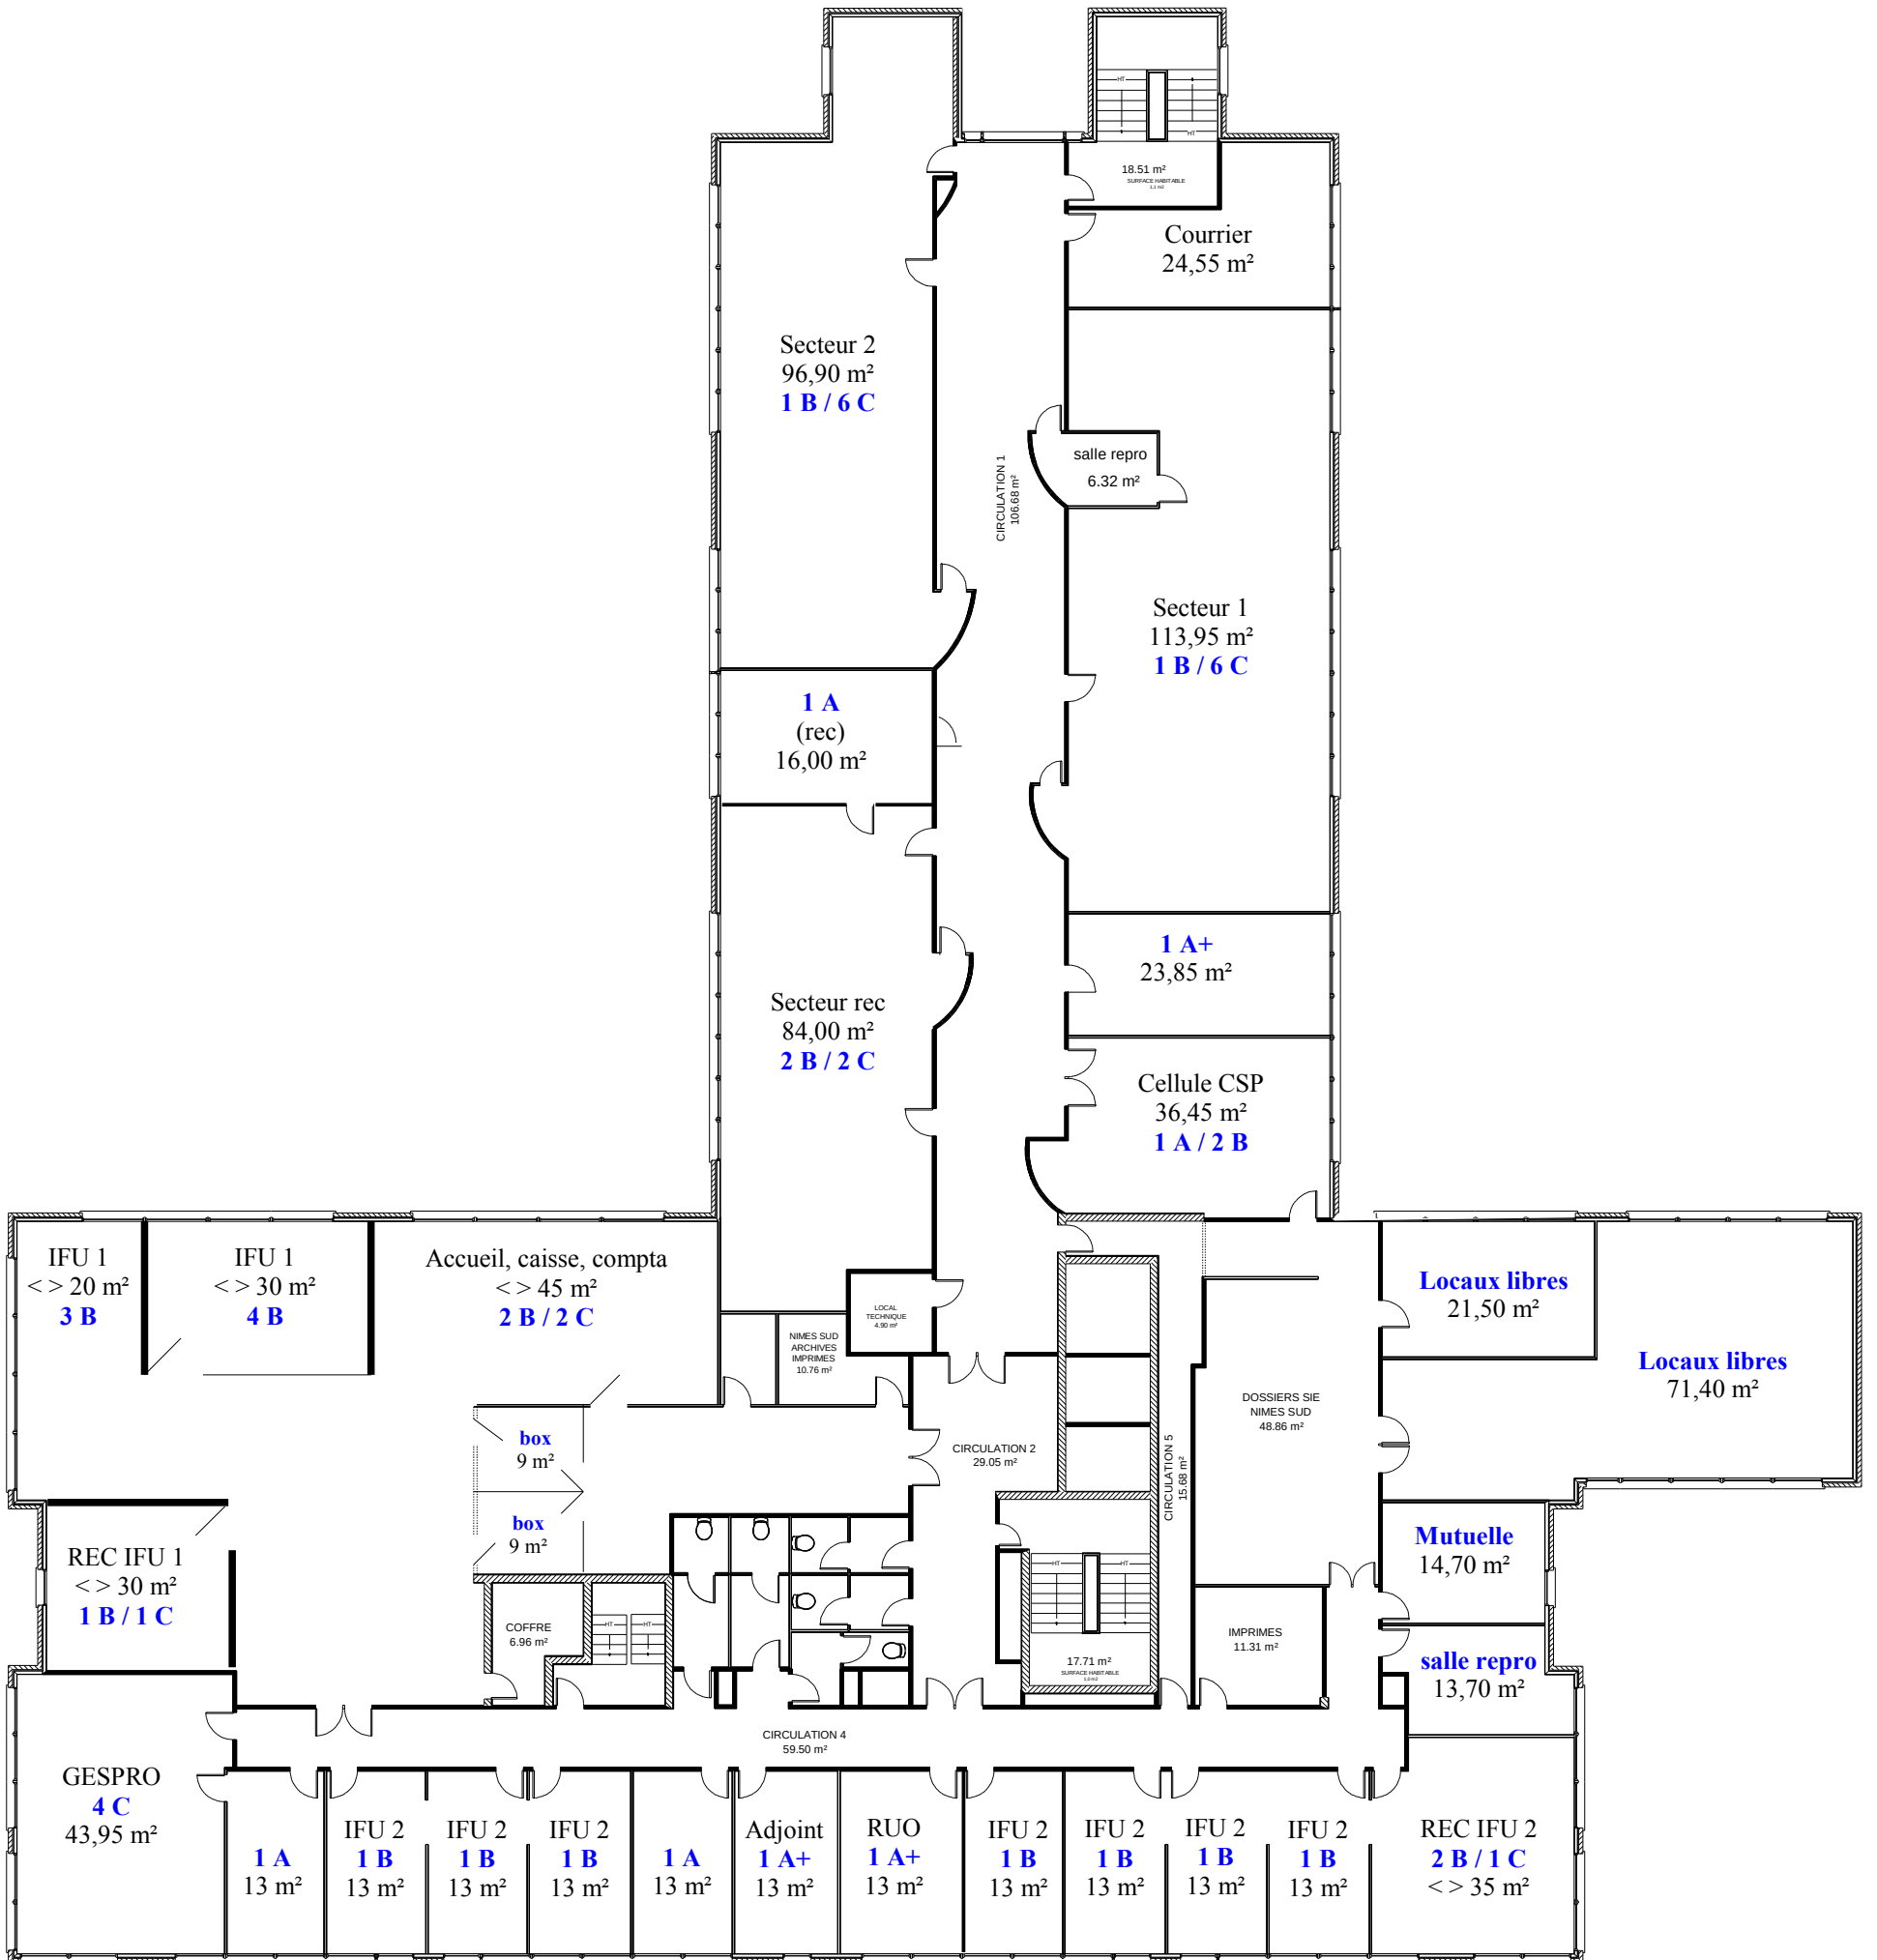 HT
HT
18.51 m²
SURFACE HABITABLE
Courrier
24,55 m²
Secteur 2
96,90 m²
1 B / 6 C
salle repro
6.32 m²
CIRCULATION 1
106.68 m²
Secteur 1
113,95 m²
1 B / 6 C
1 A
(rec)
16,00 m²
1 A+
23,85 m²
Secteur rec
84,00 m²
2 B / 2 C
Cellule CSP
36,45 m²
1 A / 2 B
IFU 1
< > 20 m²
3 B
IFU 1
< > 30 m²
4 B
Accueil, caisse, compta
< > 45 m²
2 B / 2 C
LOCAL
TECHNIQUE
4.90 m²
NIMES SUD
ARCHIVES
IMPRIMES
10.76 m²
Locaux libres
21,50 m²
Locaux libres
71,40 m²
DOSSIERS SIE
NIMES SUD
48.86 m²
box
9 m²
CIRCULATION 2
29.05 m²
CIRCULATION 5
15.68 m²
box
9 m²
REC IFU 1
< > 30 m²
1 B / 1 C
Mutuelle
14,70 m²
HT
HT
COFFRE
6.96 m²
HT
HT
IMPRIMES
11.31 m²
17.71 m²
SURFACE HABITABLE
salle repro
13,70 m²
CIRCULATION 4
59.50 m²
GESPRO
4 C
43,95 m²
1 A
13 m²
IFU 2
1 B
13 m²
IFU 2
1 B
13 m²
IFU 2
1 B
13 m²
1 A
13 m²
Adjoint
1 A+
13 m²
RUO
1 A+
13 m²
IFU 2
1 B
13 m²
IFU 2
1 B
13 m²
IFU 2
1 B
13 m²
IFU 2
1 B
13 m²
REC IFU 2
2 B / 1 C
< > 35 m²